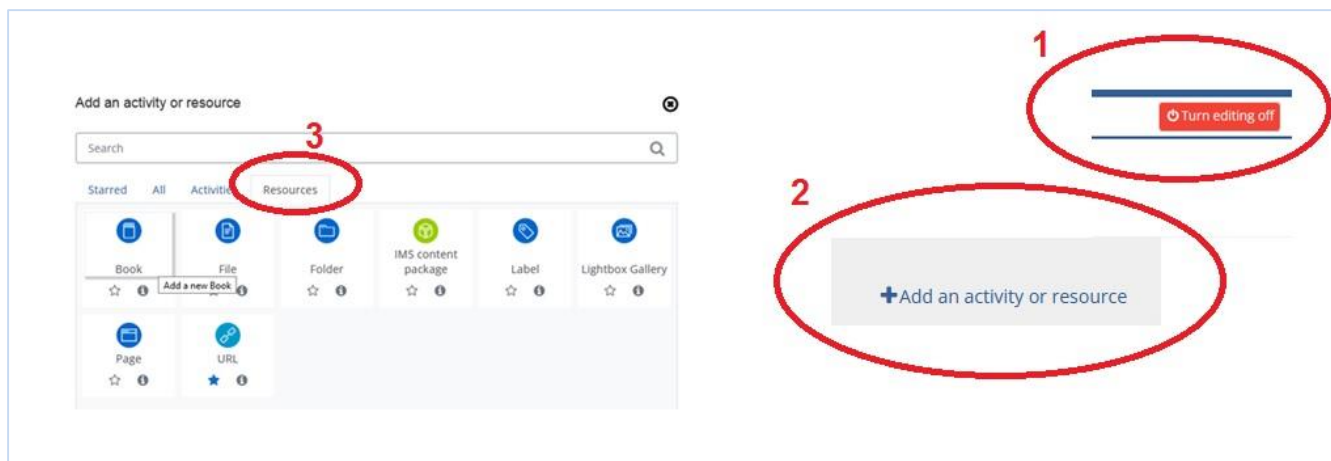 1
Turn editing off
Add an activity or resource
3
Search
2
Starred All Activitie Resources
Book File Folder IMS content package Label Lightbox Gallery
Add a new Book
+Add an activity or resource
Page URL